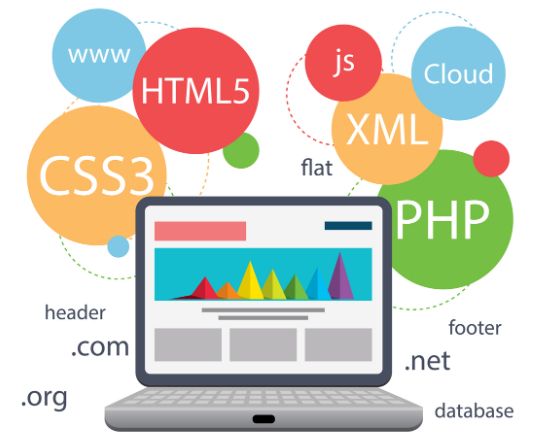 www
HTML5
js
Cloud
XML
CSS3
flat
PHP
header
footer
.com
.net
.org
database